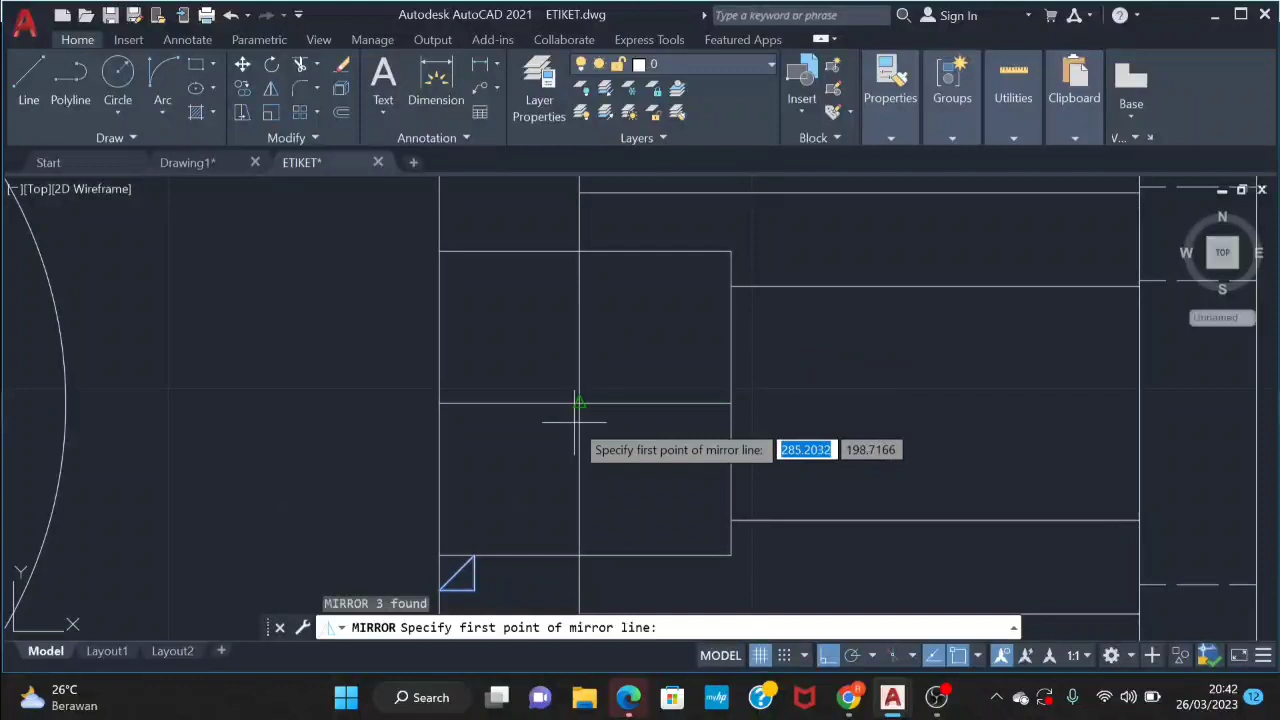 Autodesk AutoCAD 2021 ETIKET.dwg
Type a keyword or phrase
Sign In
Home Insert Annotate Parametric View Manage Output Add-ins Collaborate Express Tools Featured Apps
0
Line Polyline Circle Arc
Text Dimension
Layer
Properties
Insert
Properties Groups Utilities Clipboard Base
Draw Modify Annotation Layers Block V...
Start Drawing1* ETIKET*
[−][Top][2D Wireframe]
N
W TOP E
S
Unnamed
Specify first point of mirror line: 285.2032 198.7166
Y
X
MIRROR 3 found
MIRROR Specify first point of mirror line:
Model Layout1 Layout2 MODEL 1:1
26°C
Berawan
Search
20:42
26/03/2023
12